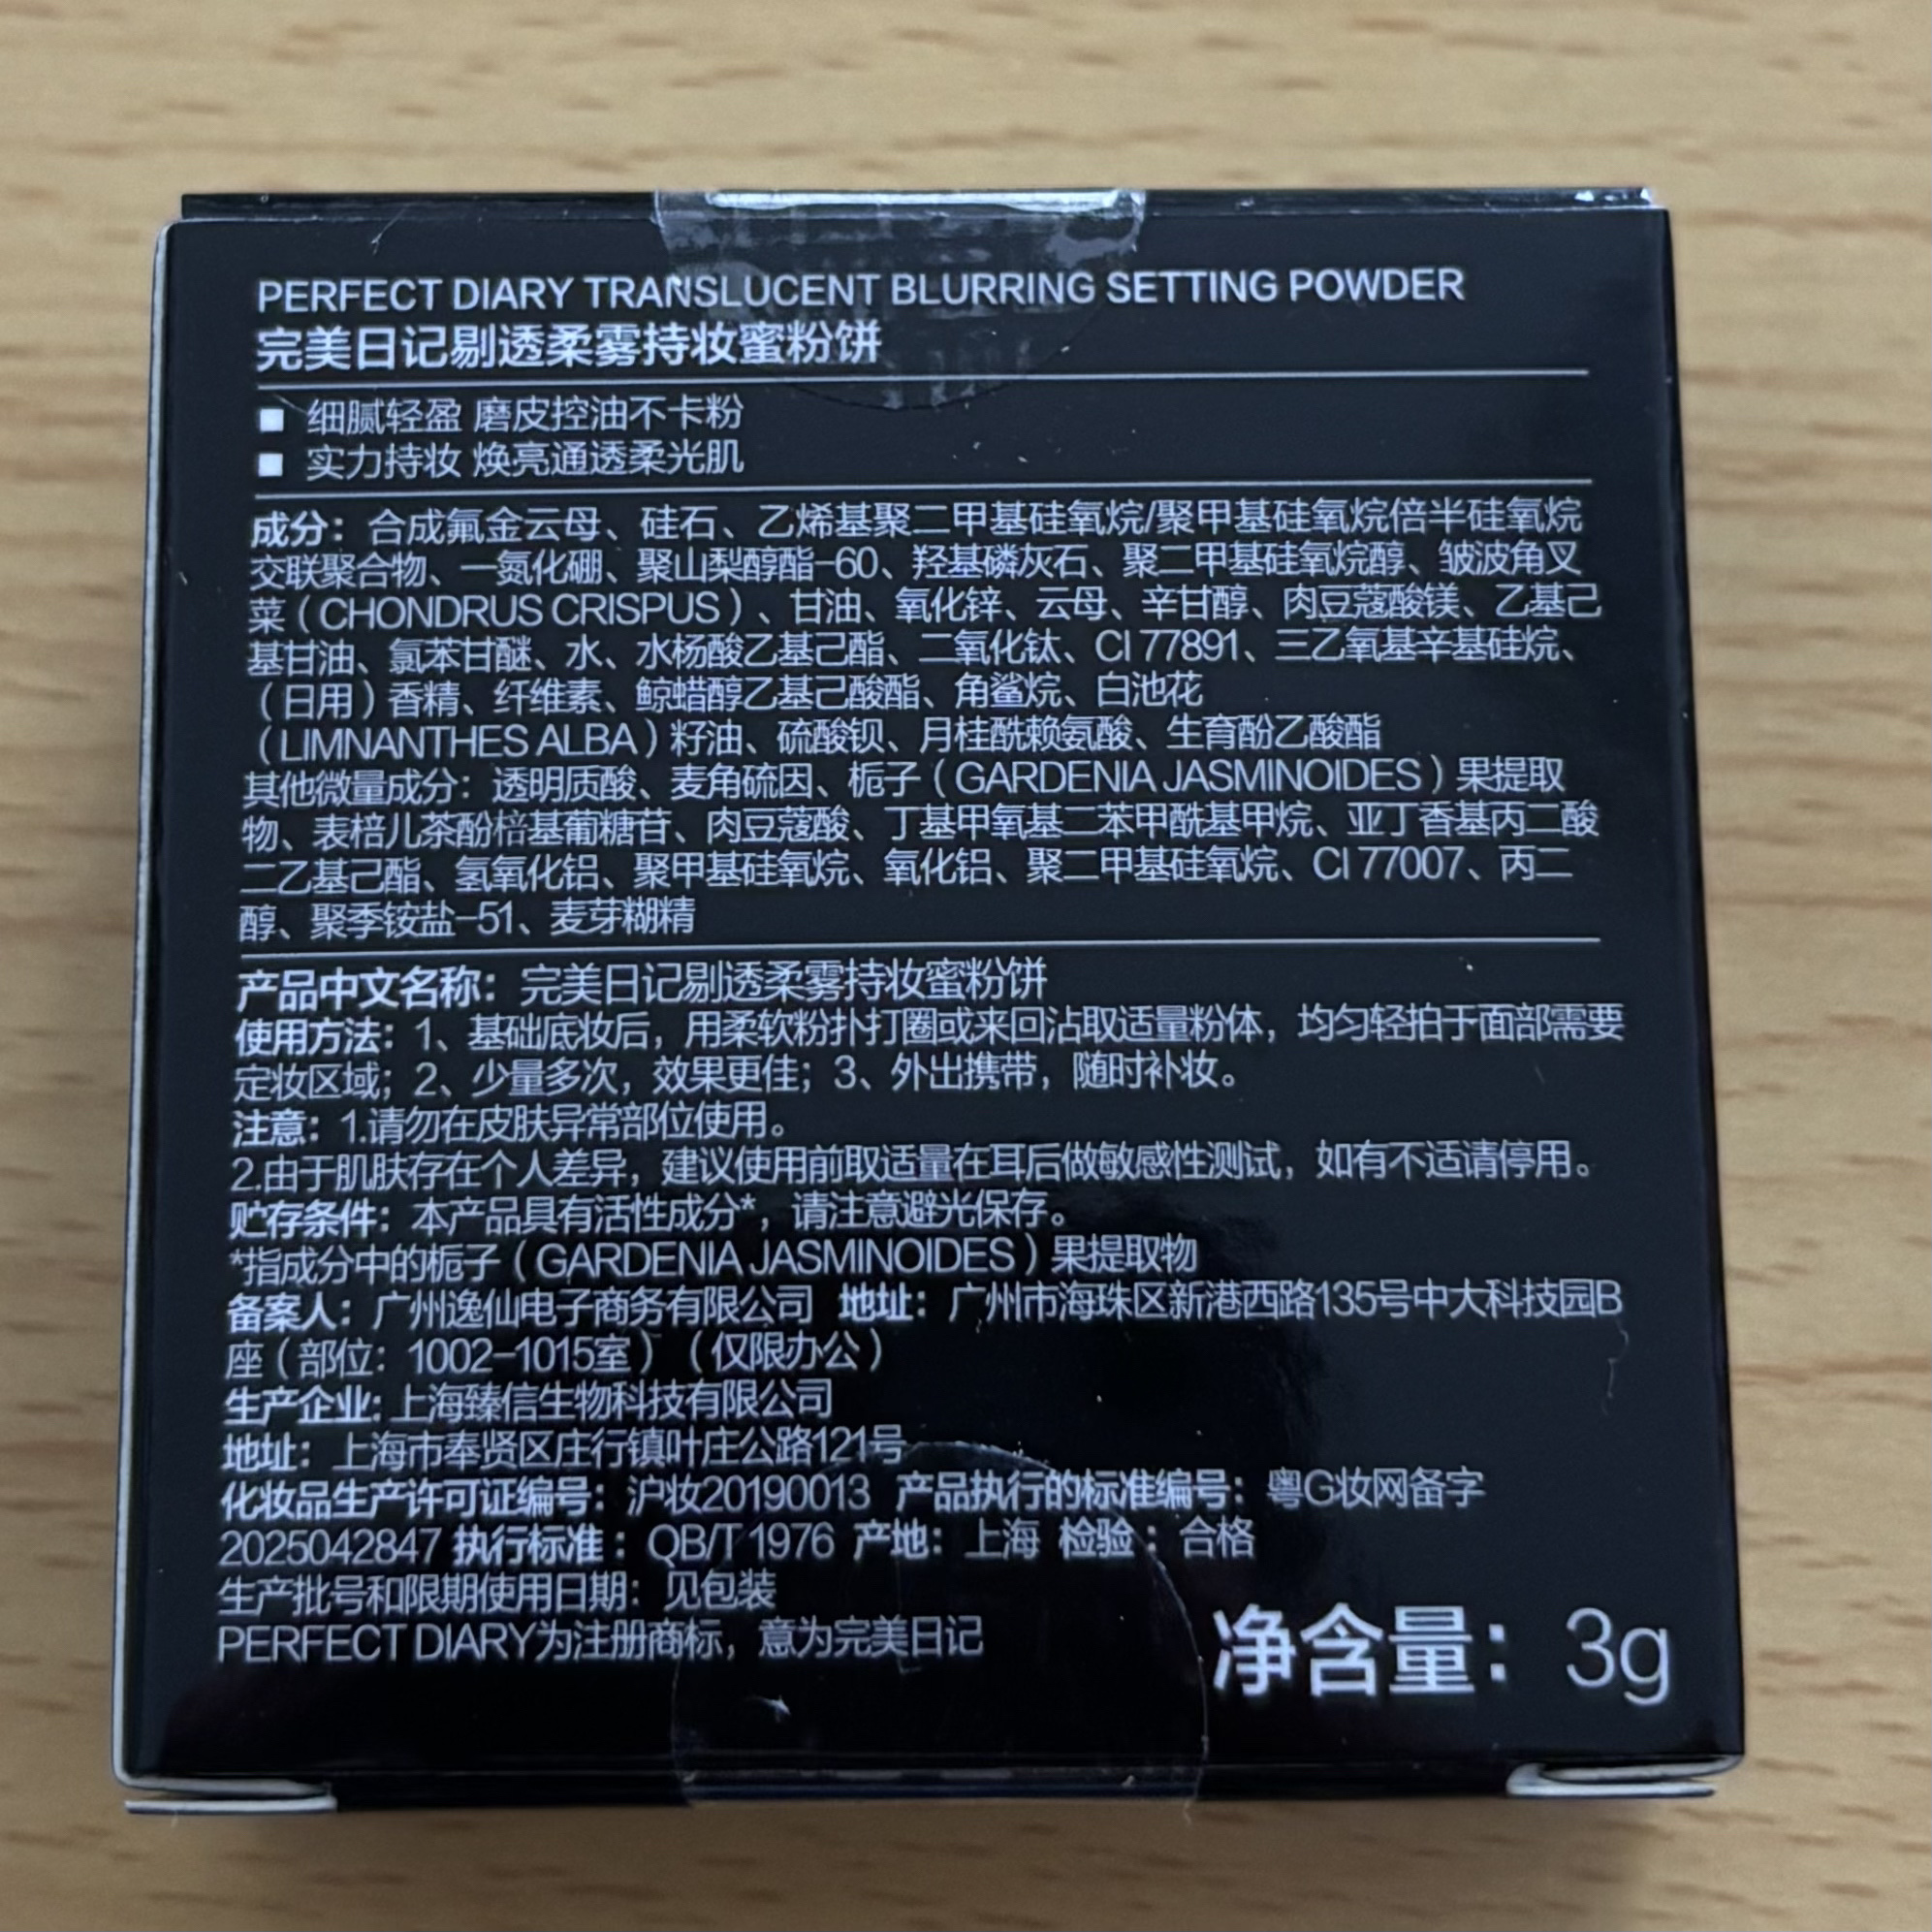 PERFECT DIARY TRANSLUCENT BLURRING SETTING POWDER
完美日记剔透柔雾持妆蜜粉饼
■ 细腻轻盈 磨皮控油不卡粉
■ 实力持妆 焕亮通透柔光肌
成分：合成氟金云母、硅石、乙烯基聚二甲基硅氧烷/聚甲基硅氧烷倍半硅氧烷
交联聚合物、一氮化硼、聚山梨醇酯-60、羟基磷灰石、聚二甲基硅氧烷醇、皱波角叉
菜（CHONDRUS CRISPUS）、甘油、氧化锌、云母、辛甘醇、肉豆蔻酸镁、乙基己
基甘油、氯苯甘醚、水、水杨酸乙基己酯、二氧化钛、CI 77891、三乙氧基辛基硅烷、
（日用）香精、纤维素、鲸蜡醇乙基己酸酯、角鲨烷、白池花
（LIMNANTHES ALBA）籽油、硫酸钡、月桂酰赖氨酸、生育酚乙酸酯
其他微量成分：透明质酸、麦角硫因、栀子（GARDENIA JASMINOIDES）果提取
物、表棓儿茶酚棓基葡糖苷、肉豆蔻酸、丁基甲氧基二苯甲酰基甲烷、亚丁香基丙二酸
二乙基己酯、氢氧化铝、聚甲基硅氧烷、氧化铝、聚二甲基硅氧烷、CI 77007、丙二
醇、聚季铵盐-51、麦芽糊精
产品中文名称：完美日记剔透柔雾持妆蜜粉饼
使用方法：1、基础底妆后，用柔软粉扑打圈或来回沾取适量粉体，均匀轻拍于面部需要
定妆区域；2、少量多次，效果更佳；3、外出携带，随时补妆。
注意：1.请勿在皮肤异常部位使用。
2.由于肌肤存在个人差异，建议使用前取适量在耳后做敏感性测试，如有不适请停用。
贮存条件：本产品具有活性成分*，请注意避光保存。
*指成分中的栀子（GARDENIA JASMINOIDES）果提取物
备案人：广州逸仙电子商务有限公司 地址：广州市海珠区新港西路135号中大科技园B
座（部位：1002-1015室）（仅限办公）
生产企业：上海臻信生物科技有限公司
地址：上海市奉贤区庄行镇叶庄公路121号
化妆品生产许可证编号：沪妆20190013 产品执行的标准编号：粤G妆网备字
2025042847 执行标准：QB/T 1976 产地：上海 检验：合格
生产批号和限期使用日期：见包装
PERFECT DIARY为注册商标，意为完美日记
净含量：3g